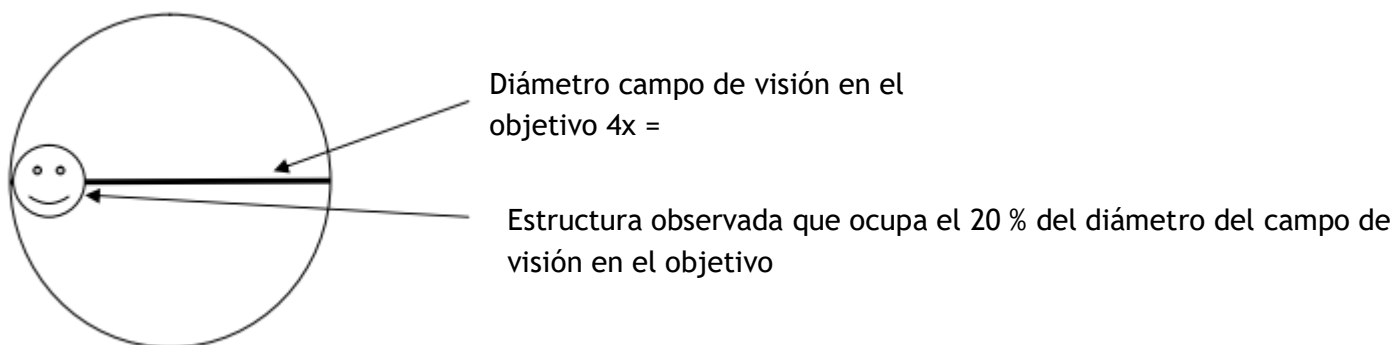 Diámetro campo de visión en el
objetivo 4x =
Estructura observada que ocupa el 20 % del diámetro del campo de
visión en el objetivo